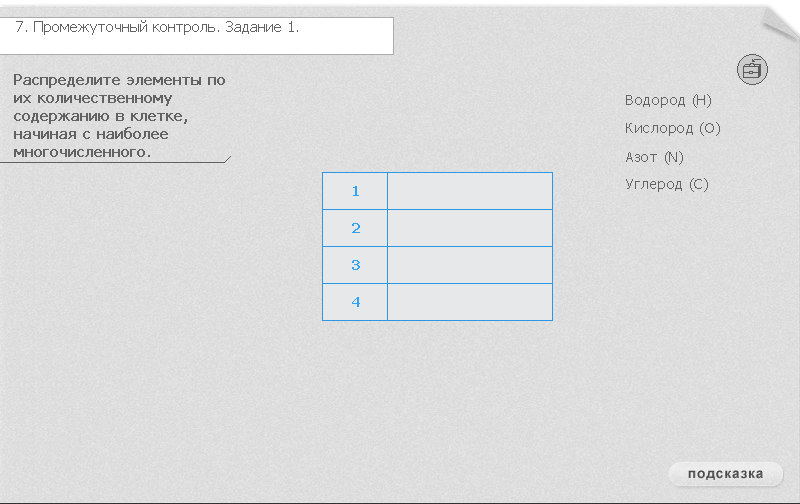 7. Промежуточный контроль. Задание 1.
Распределите элементы по
их количественному
содержанию в клетке,
начиная с наиболее
многочисленного.
Водород (H)
Кислород (O)
Азот (N)
Углерод (C)
1
2
3
4
подсказка